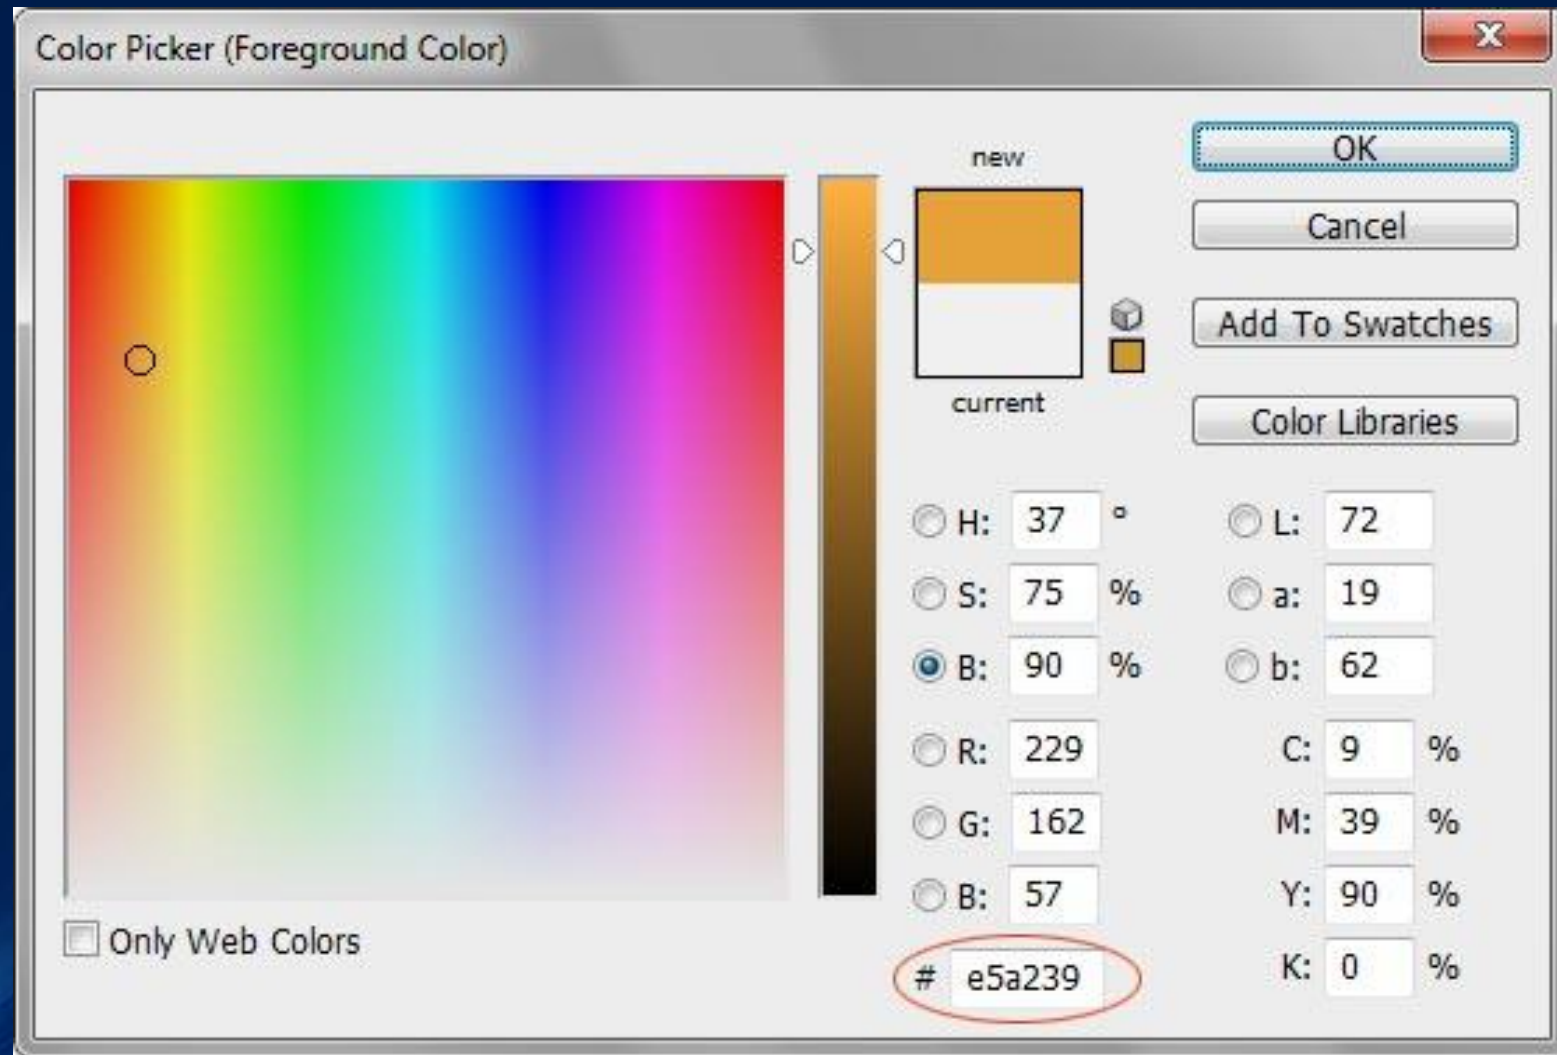 Color Picker (Foreground Color)
new
current
OK
Cancel
Add To Swatches
Color Libraries
H: 37 °
S: 75 %
B: 90 %
R: 229
G: 162
B: 57
# e5a239
L: 72
a: 19
b: 62
C: 9 %
M: 39 %
Y: 90 %
K: 0 %
Only Web Colors